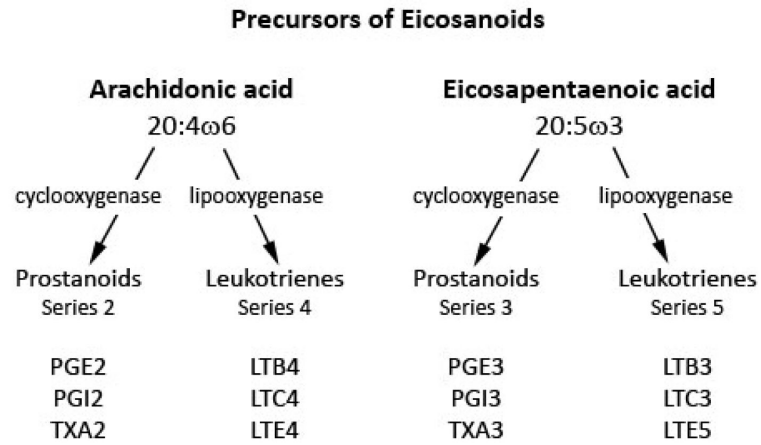 Precursors of Eicosanoids
Arachidonic acid
20:4ω6
cyclooxygenase lipooxygenase
Prostanoids Leukotrienes
Series 2 Series 4
PGE2 LTB4
PGI2 LTC4
TXA2 LTE4
Eicosapentaenoic acid
20:5ω3
cyclooxygenase lipooxygenase
Prostanoids Leukotrienes
Series 3 Series 5
PGE3 LTB3
PGI3 LTC3
TXA3 LTE5